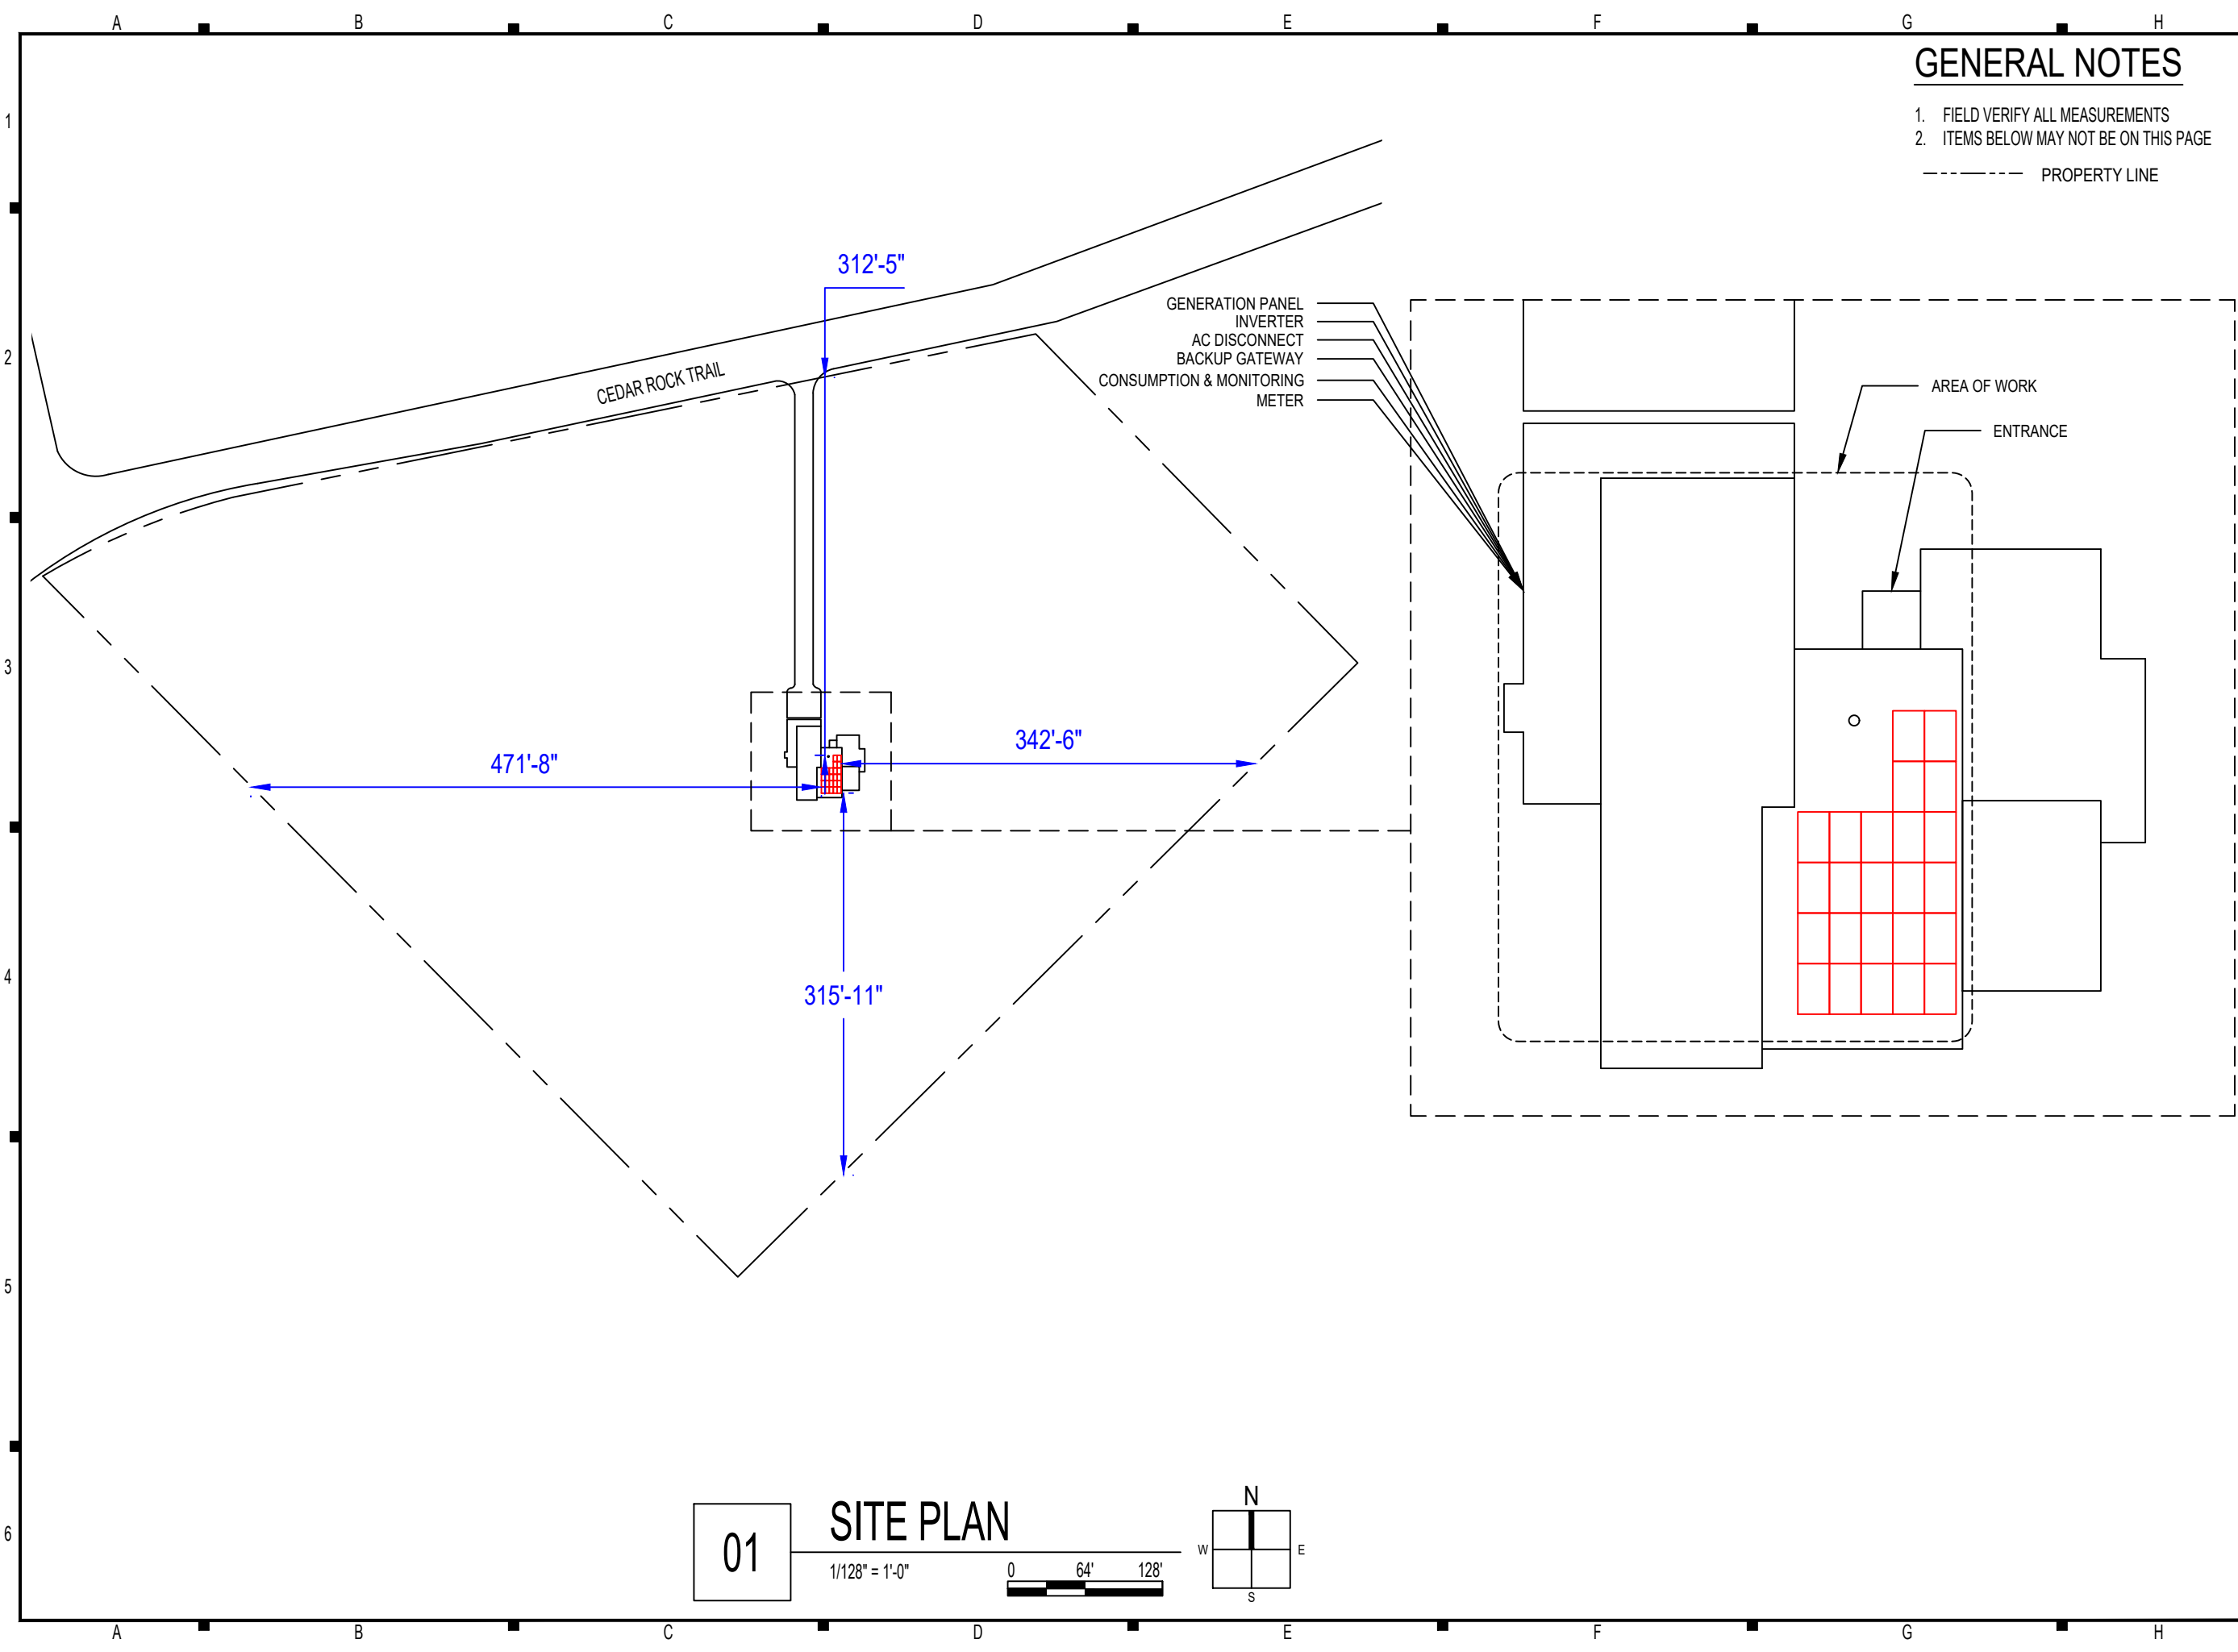 A B C D E F G H
GENERAL NOTES
1. FIELD VERIFY ALL MEASUREMENTS
2. ITEMS BELOW MAY NOT BE ON THIS PAGE
PROPERTY LINE
1
2
3
4
5
6
312'-5"
CEDAR ROCK TRAIL
GENERATION PANEL
INVERTER
AC DISCONNECT
BACKUP GATEWAY
CONSUMPTION & MONITORING
METER
AREA OF WORK
ENTRANCE
471'-8"
342'-6"
315'-11"
01
SITE PLAN
1/128" = 1'-0"
0 64' 128'
N
W E
S
A B C D E F G H